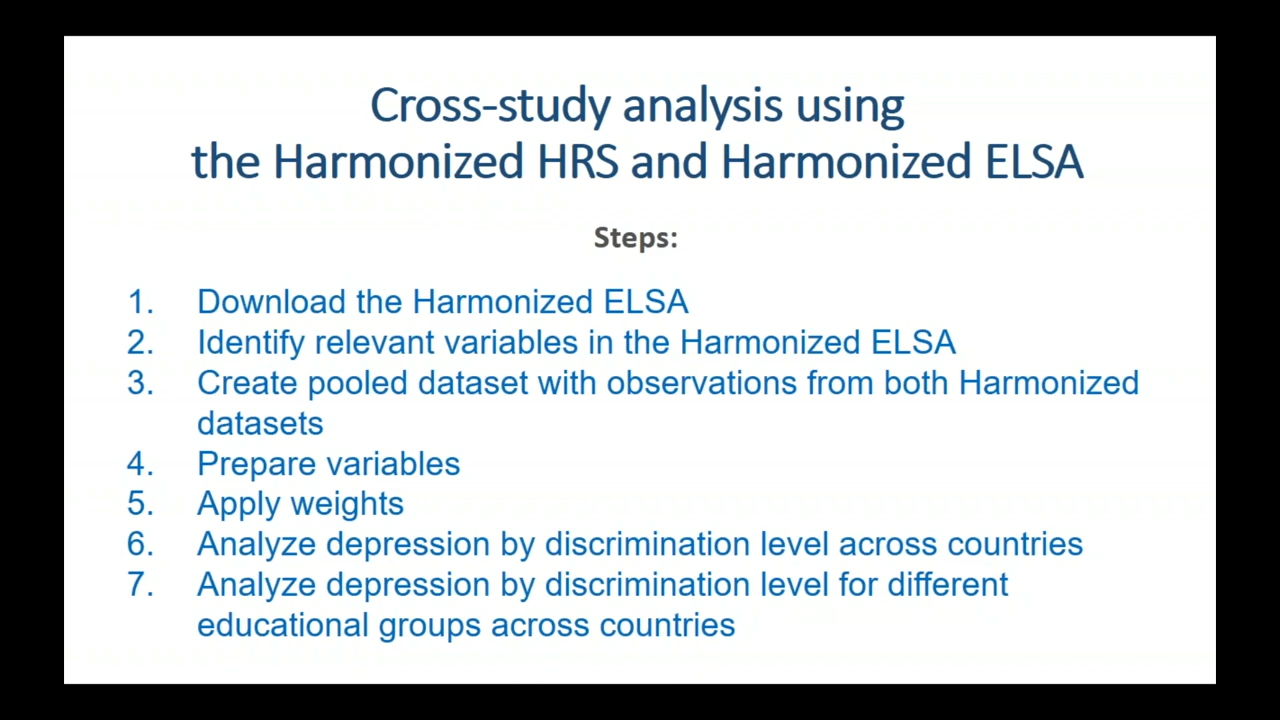 Cross-study analysis using
the Harmonized HRS and Harmonized ELSA
Steps:
1. Download the Harmonized ELSA
2. Identify relevant variables in the Harmonized ELSA
3. Create pooled dataset with observations from both Harmonized
datasets
4. Prepare variables
5. Apply weights
6. Analyze depression by discrimination level across countries
7. Analyze depression by discrimination level for different
educational groups across countries